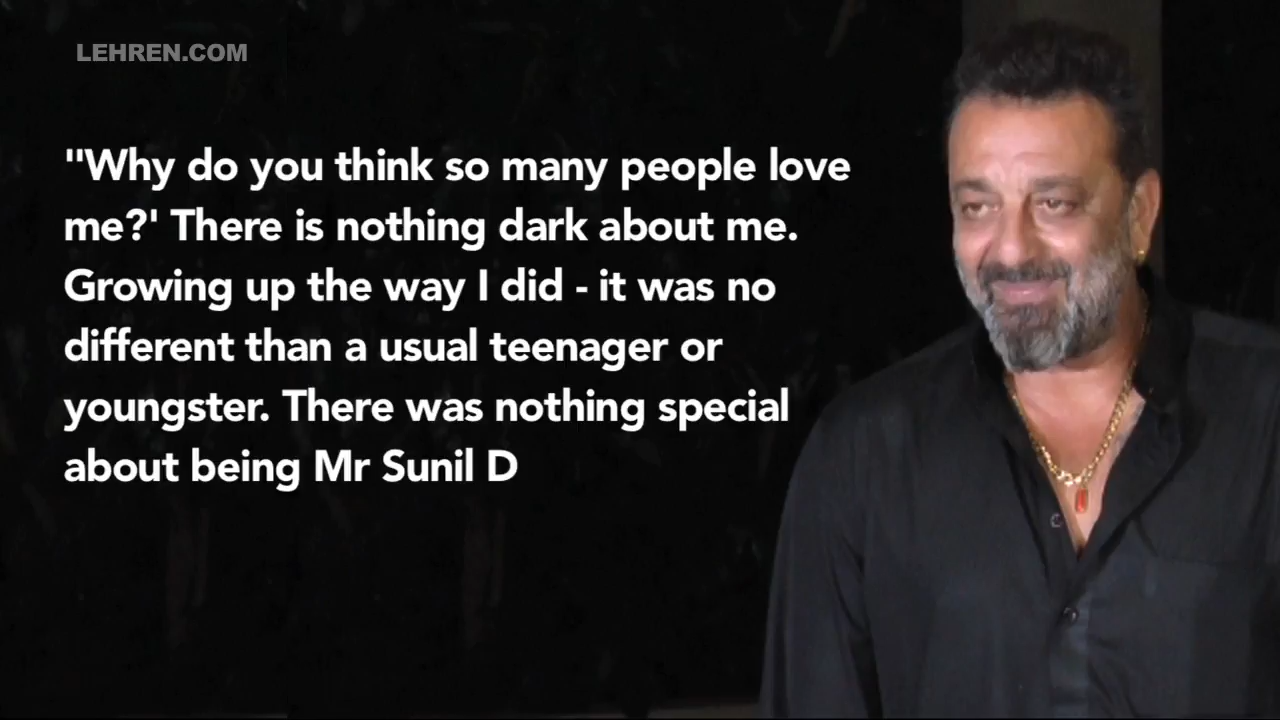 LEHREN.COM
"Why do you think so many people love
me?' There is nothing dark about me.
Growing up the way I did - it was no
different than a usual teenager or
youngster. There was nothing special
about being Mr Sunil D